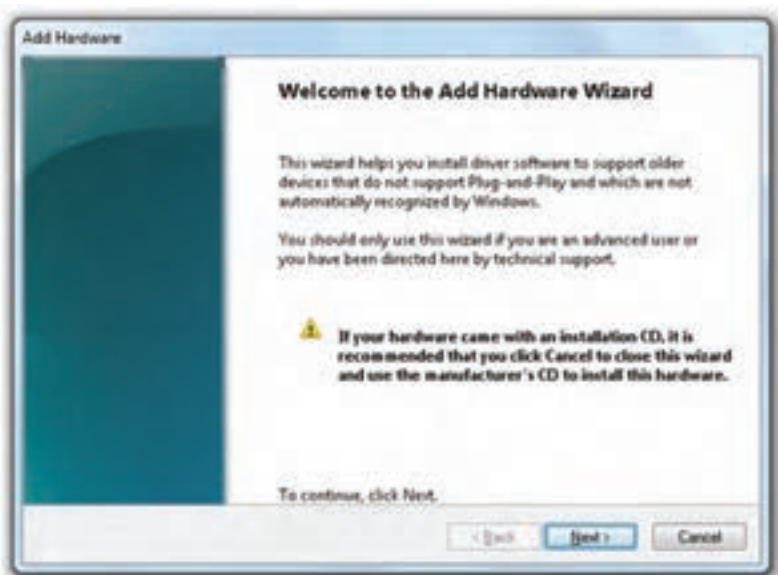 Add Hardware
Welcome to the Add Hardware Wizard
This wizard helps you install driver software to support older
devices that do not support Plug-and-Play and which are not
automatically recognized by Windows.
You should only use this wizard if you are an advanced user or
you have been directed here by technical support.
If your hardware came with an installation CD, it is
recommended that you click Cancel to close this wizard
and use the manufacturer's CD to install this hardware.
To continue, click Next.
< Back Next > Cancel